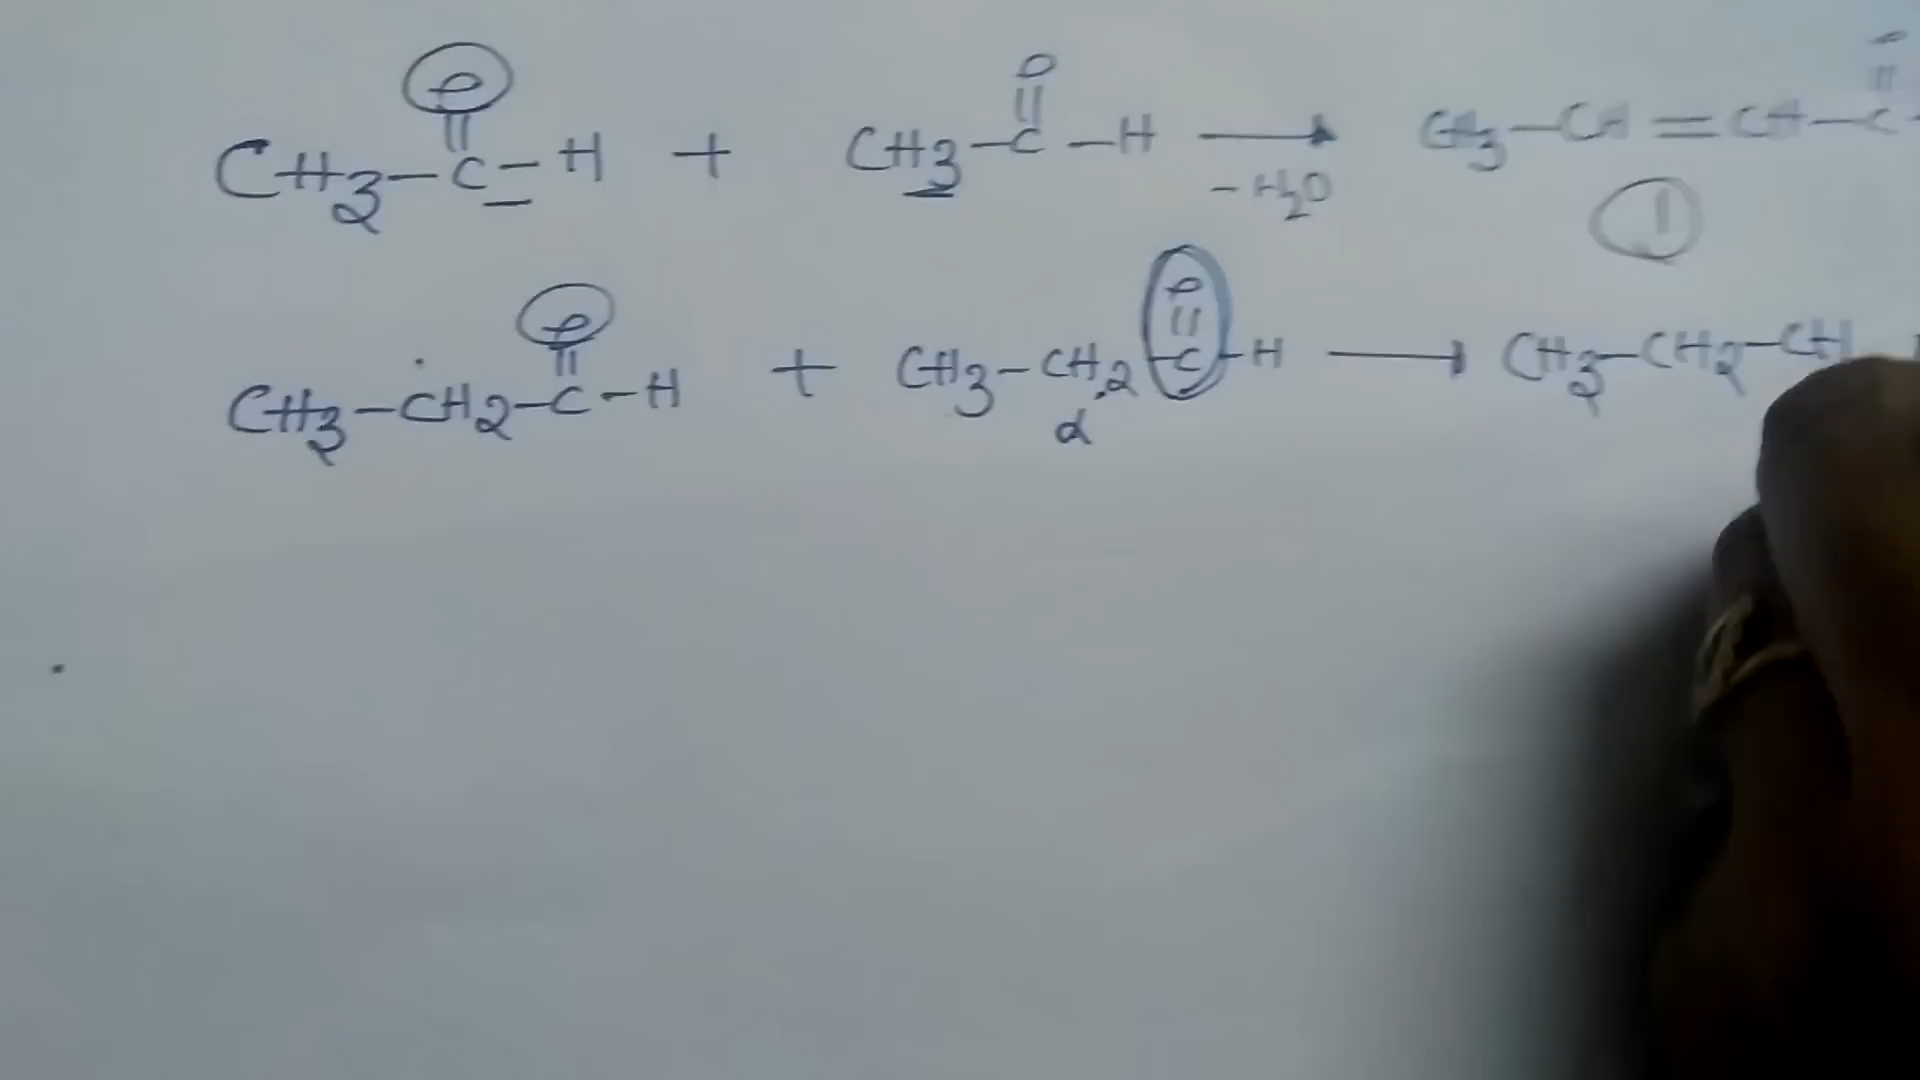 CH3-C(=O)-H + CH3-C(=O)-H → CH3-CH=CH-C(=O)-
-H2O
①
CH3-CH2-C(=O)-H + CH3-CH2-C(=O)-H → CH3-CH2-CH
α